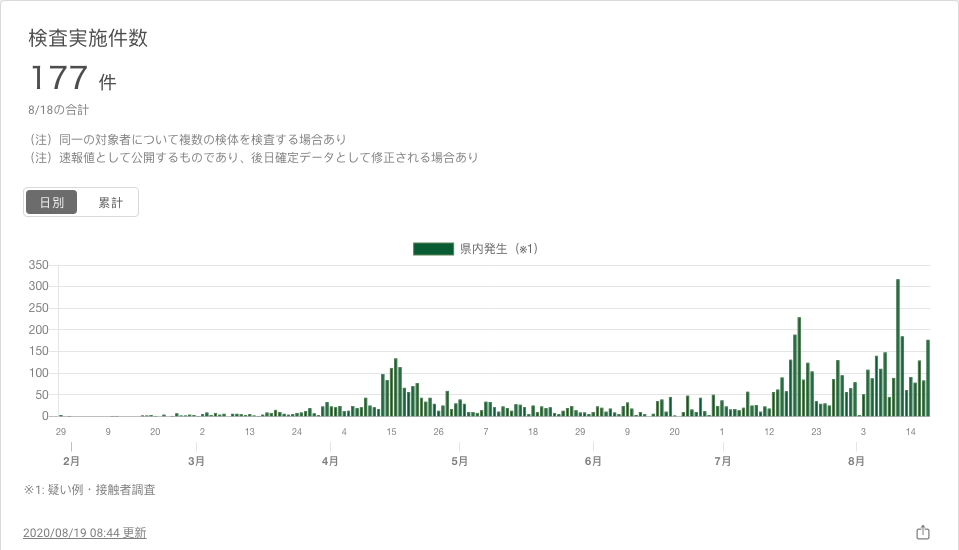 検査実施件数
177 件
8/18の合計
（注）同一の対象者について複数の検体を検査する場合あり
（注）速報値として公開するものであり、後日確定データとして修正される場合あり
日別 累計
県内発生（※1）
350
300
250
200
150
100
50
0
29 9 20 2 13 24 4 15 26 7 18 29 9 20 1 12 23 3 14
2月 3月 4月 5月 6月 7月 8月
※1: 疑い例・接触者調査
2020/08/19 08:44 更新